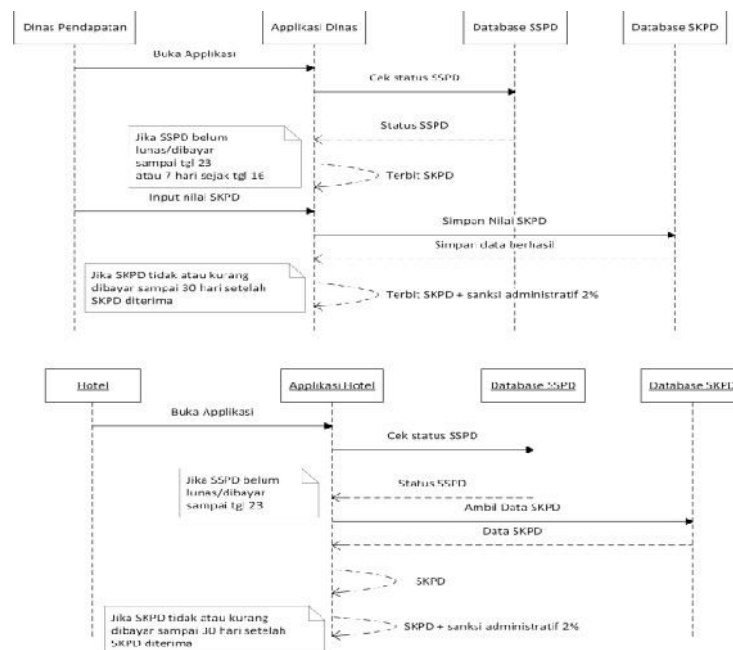 Dinas Pendapatan
Applikasi Dinas
Database SSPD
Database SKPD
Buka Applikasi
Cek status SSPD
Status SSPD
Jika SSPD belum
lunas/dibayar
sampai tgl 23
atau 7 hari sejak tgl 16
Terbit SKPD
Input nilai SKPD
Simpan Nilai SKPD
Simpan data berhasil
Jika SKPD tidak atau kurang
dibayar sampai 30 hari setelah
SKPD diterima
Terbit SKPD + sanksi administratif 2%
Hotel
Applikasi Hotel
Database SSPD
Database SKPD
Buka Applikasi
Cek status SSPD
Jika SSPD belum
lunas/dibayar
sampai tgl 23
Status SSPD
Ambil Data SKPD
Data SKPD
SKPD
Jika SKPD tidak atau kurang
dibayar sampai 30 hari setelah
SKPD diterima
SKPD + sanksi administratif 2%